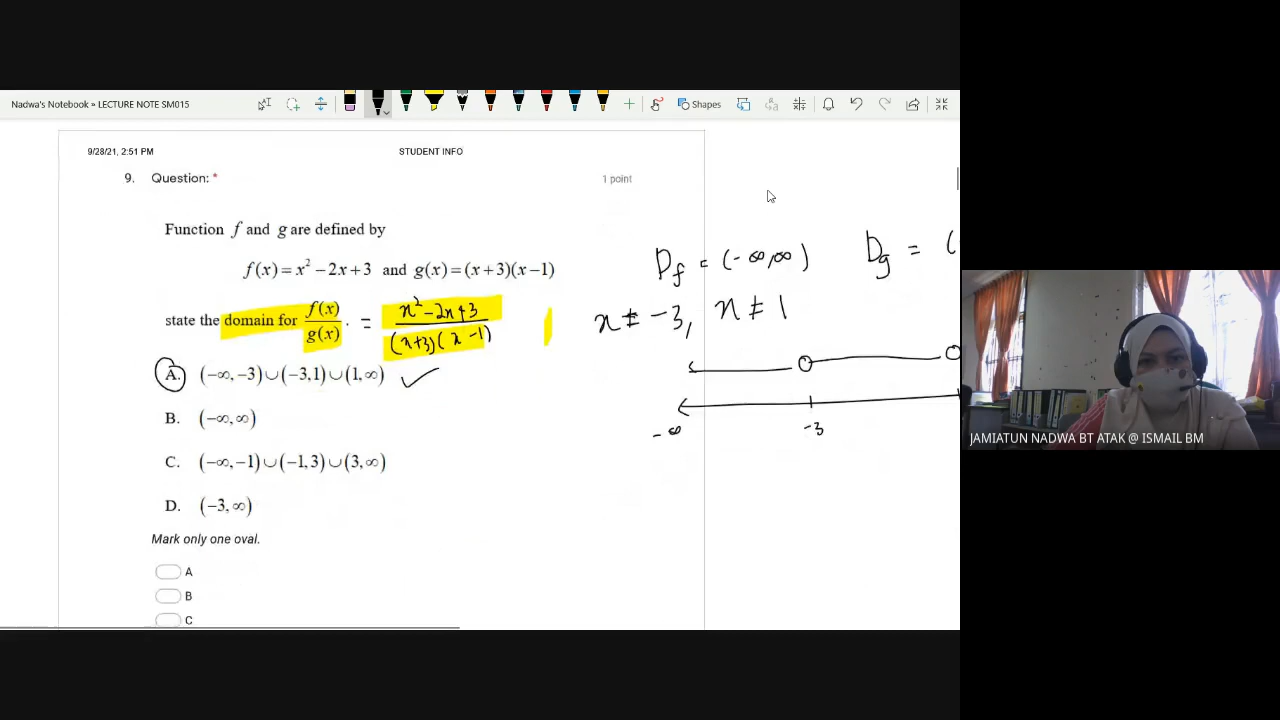 Nadwa's Notebook » LECTURE NOTE SM015
Shapes
9/28/21, 2:51 PM
STUDENT INFO
9. Question: *
1 point
Function f and g are defined by
f(x) = x² − 2x + 3 and g(x) = (x + 3)(x − 1)
state the domain for f(x)/g(x). = x² − 2x + 3 / (x+3)(x −1)
A. (−∞, −3) ∪ (−3, 1) ∪ (1, ∞) ✓
B. (−∞, ∞)
C. (−∞, −1) ∪ (−1, 3) ∪ (3, ∞)
D. (−3, ∞)
Mark only one oval.
A
B
C
D_f = (-∞,∞)
D_g = (
x ≠ -3, x ≠ 1
-∞
-3
JAMIATUN NADWA BT ATAK @ ISMAIL BM